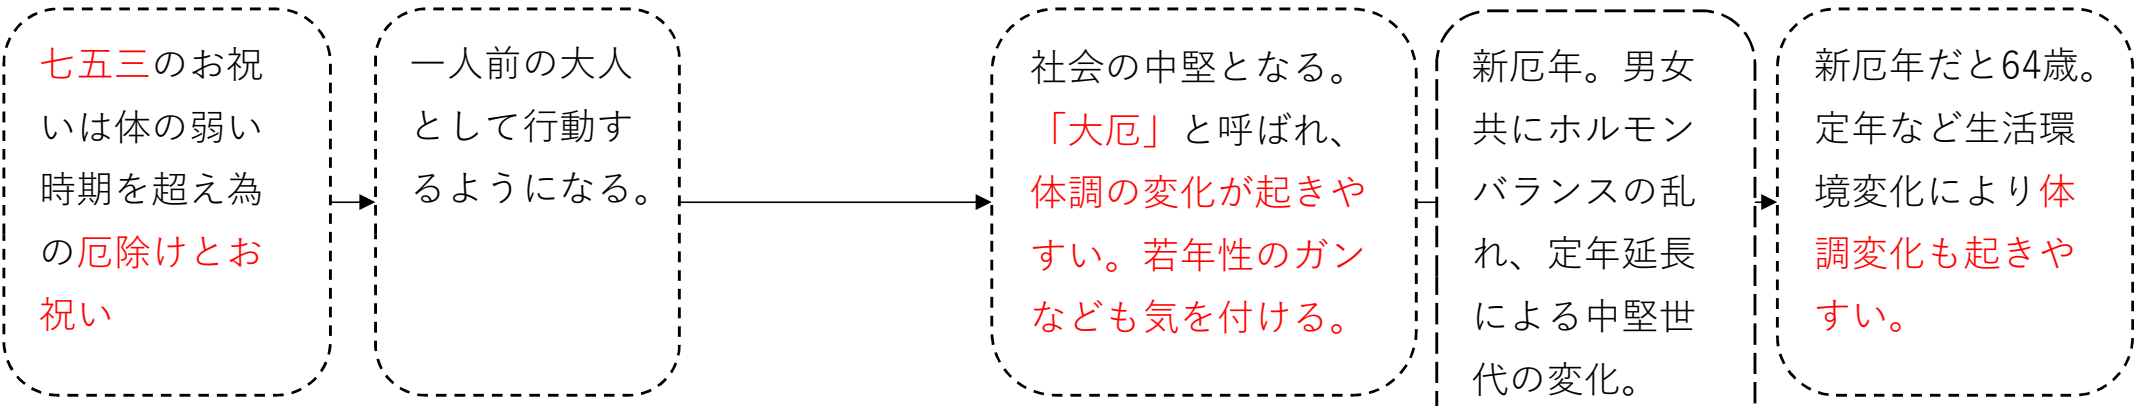 七五三のお祝
いは体の弱い
時期を超え為
の厄除けとお
祝い
一人前の大人
として行動す
るようになる。
社会の中堅となる。
「大厄」と呼ばれ、
体調の変化が起きや
すい。若年性のガン
なども気を付ける。
新厄年。男女
共にホルモン
バランスの乱
れ、定年延長
による中堅世
代の変化。
新厄年だと64歳。
定年など生活環
境変化により体
調変化も起きや
すい。